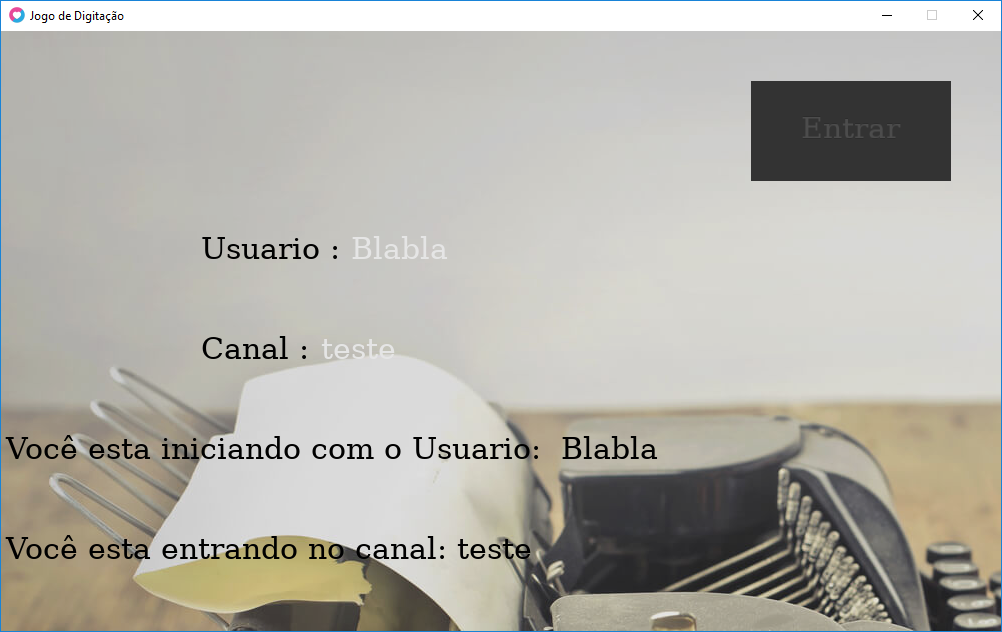 Jogo de Digitação
Entrar
Usuario : Blabla
Canal : teste
Você esta iniciando com o Usuario:  Blabla
Você esta entrando no canal: teste